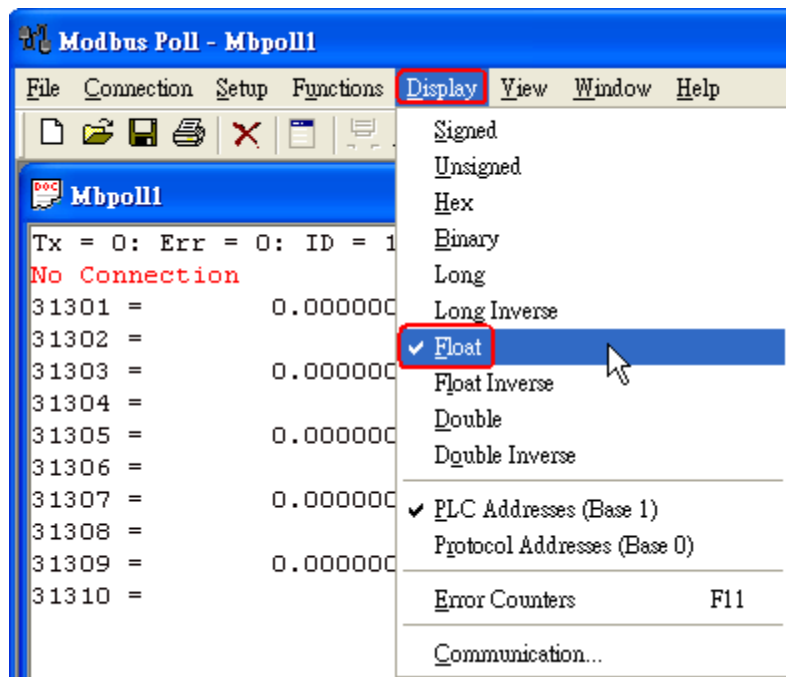 Modbus Poll - Mbpoll1
File Connection Setup Functions Display View Window Help
Mbpoll1
Tx = 0: Err = 0: ID = 1
No Connection
31301 = 0.000000
31302 =
31303 = 0.000000
31304 =
31305 = 0.000000
31306 =
31307 = 0.000000
31308 =
31309 = 0.000000
31310 =
Signed
Unsigned
Hex
Binary
Long
Long Inverse
Float
Float Inverse
Double
Double Inverse
PLC Addresses (Base 1)
Protocol Addresses (Base 0)
Error Counters F11
Communication...